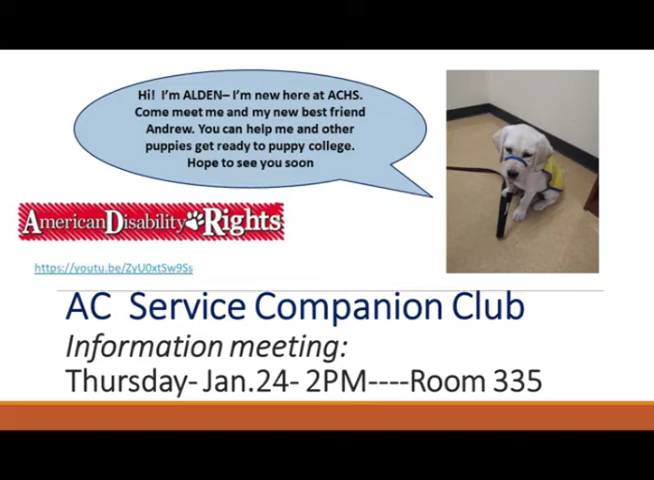 Hi! I'm ALDEN– I'm new here at ACHS.
Come meet me and my new best friend
Andrew. You can help me and other
puppies get ready to puppy college.
Hope to see you soon
AmericanDisability Rights
https://youtu.be/ZyU0xtSw9Ss
AC Service Companion Club
Information meeting:
Thursday- Jan.24- 2PM----Room 335